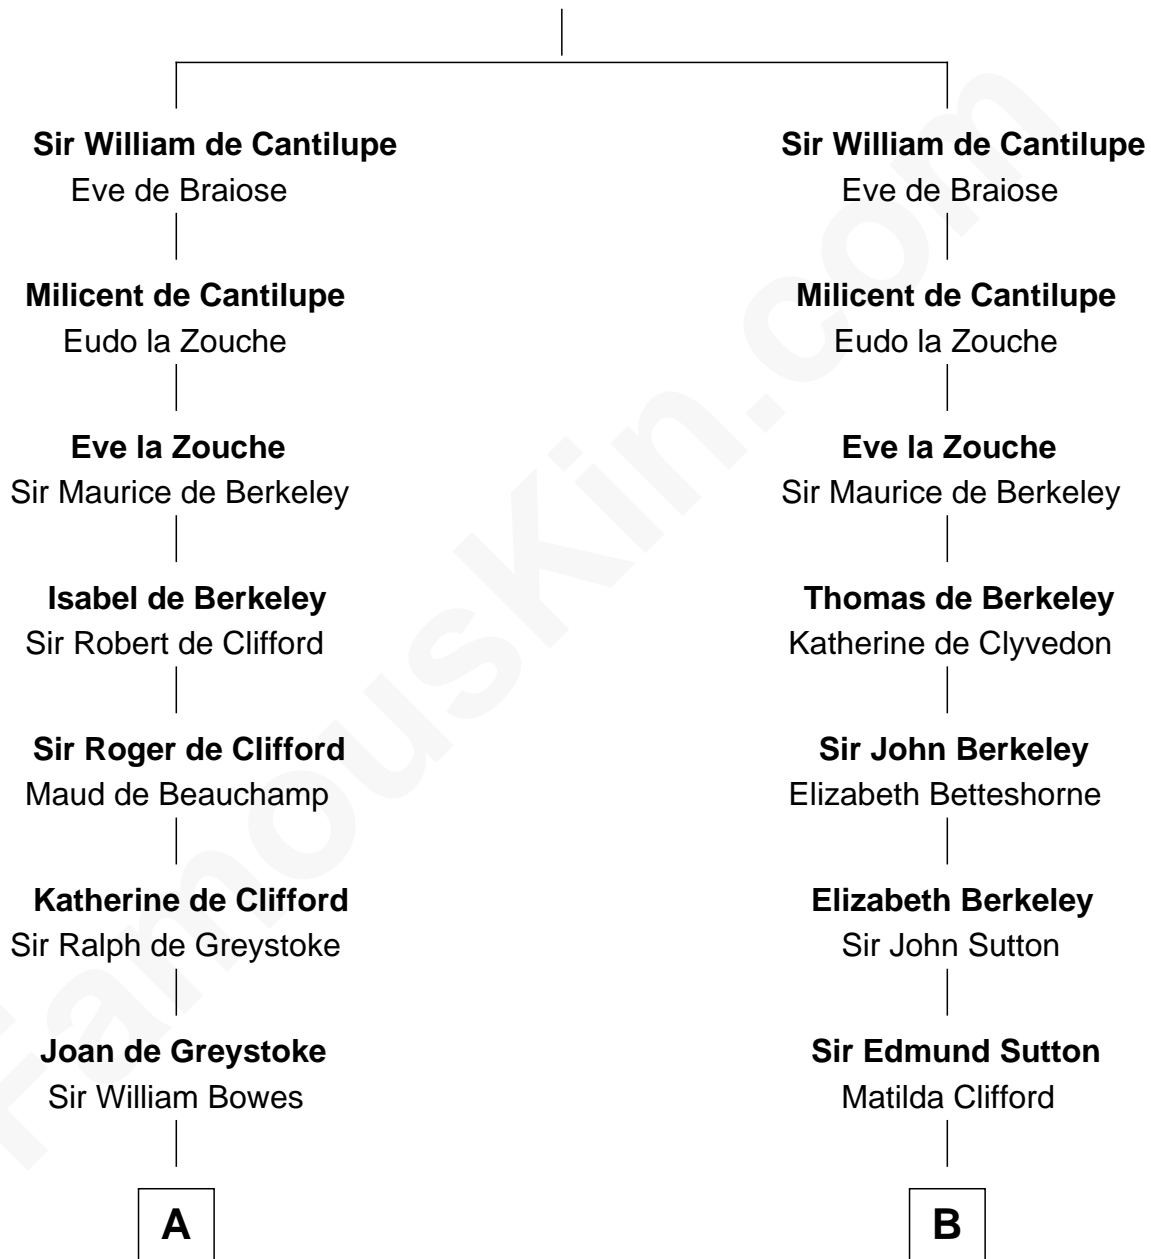 Sir William de Cantilupe
Eve de Braiose
Milicent de Cantilupe
Eudo la Zouche
Eve la Zouche
Sir Maurice de Berkeley
Isabel de Berkeley
Sir Robert de Clifford
Sir Roger de Clifford
Maud de Beauchamp
Katherine de Clifford
Sir Ralph de Greystoke
Joan de Greystoke
Sir William Bowes
A
Sir William de Cantilupe
Eve de Braiose
Milicent de Cantilupe
Eudo la Zouche
Eve la Zouche
Sir Maurice de Berkeley
Thomas de Berkeley
Katherine de Clyvedon
Sir John Berkeley
Elizabeth Betteshorne
Elizabeth Berkeley
Sir John Sutton
Sir Edmund Sutton
Matilda Clifford
B
FamousKin.com